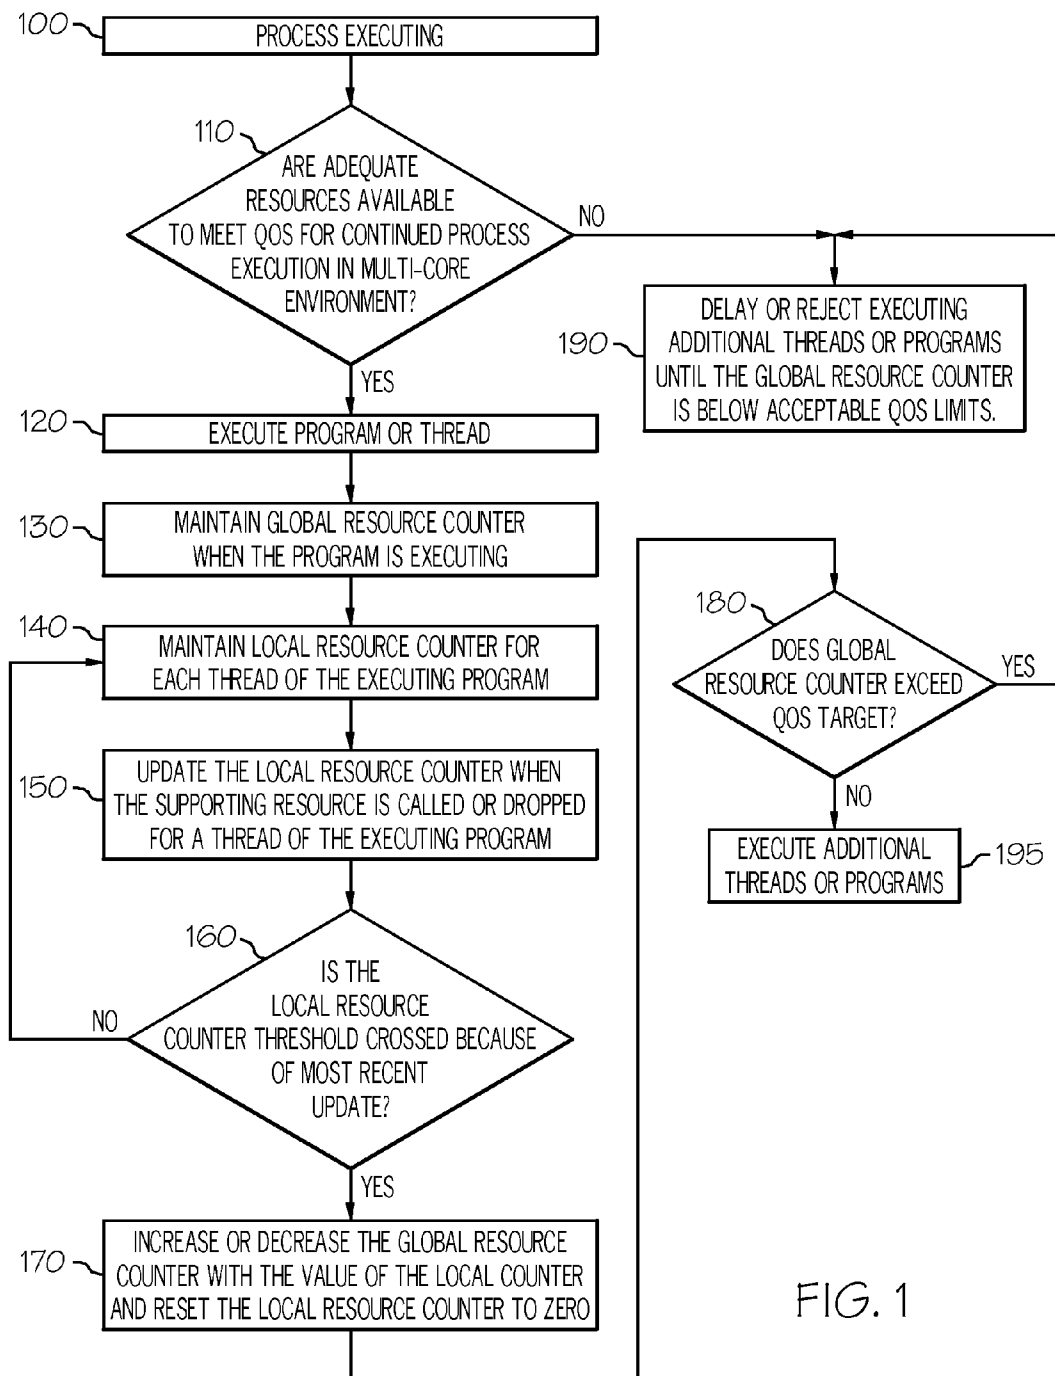 100
PROCESS EXECUTING
110
ARE ADEQUATE
RESOURCES AVAILABLE
TO MEET QOS FOR CONTINUED PROCESS
EXECUTION IN MULTI-CORE
ENVIRONMENT?
NO
YES
190
DELAY OR REJECT EXECUTING
ADDITIONAL THREADS OR PROGRAMS
UNTIL THE GLOBAL RESOURCE COUNTER
IS BELOW ACCEPTABLE QOS LIMITS.
120
EXECUTE PROGRAM OR THREAD
130
MAINTAIN GLOBAL RESOURCE COUNTER
WHEN THE PROGRAM IS EXECUTING
140
MAINTAIN LOCAL RESOURCE COUNTER FOR
EACH THREAD OF THE EXECUTING PROGRAM
150
UPDATE THE LOCAL RESOURCE COUNTER WHEN
THE SUPPORTING RESOURCE IS CALLED OR DROPPED
FOR A THREAD OF THE EXECUTING PROGRAM
160
IS THE
LOCAL RESOURCE
COUNTER THRESHOLD CROSSED BECAUSE
OF MOST RECENT
UPDATE?
NO
YES
170
INCREASE OR DECREASE THE GLOBAL RESOURCE
COUNTER WITH THE VALUE OF THE LOCAL COUNTER
AND RESET THE LOCAL RESOURCE COUNTER TO ZERO
180
DOES GLOBAL
RESOURCE COUNTER EXCEED
QOS TARGET?
YES
NO
EXECUTE ADDITIONAL
THREADS OR PROGRAMS
195
FIG. 1